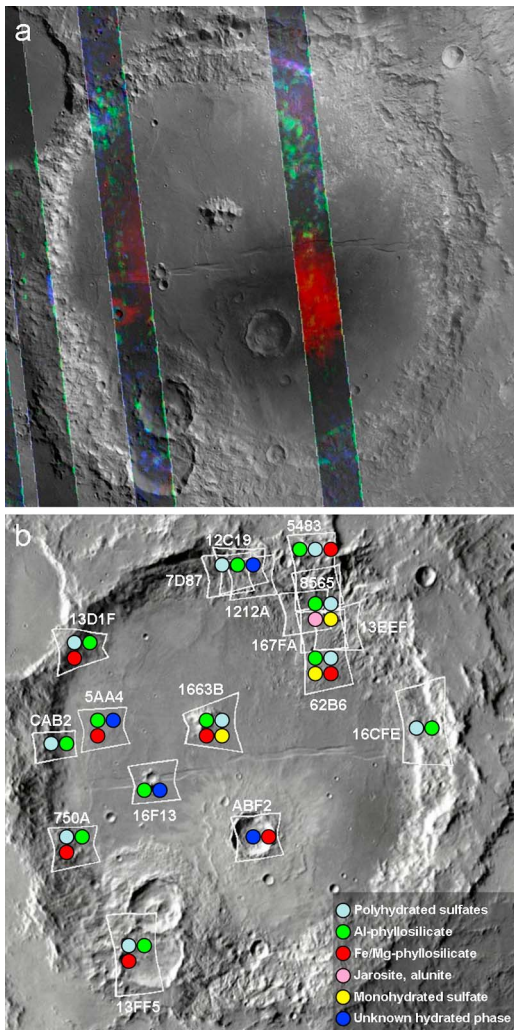 a
b
12C19
5483
7D87
8565
1212A
13EEF
13D1F
167FA
5AA4
1663B
62B6
CAB2
16CFE
16F13
750A
ABF2
Polyhydrated sulfates
Al-phyllosilicate
Fe/Mg-phyllosilicate
Jarosite, alunite
Monohydrated sulfate
Unknown hydrated phase
13FF5